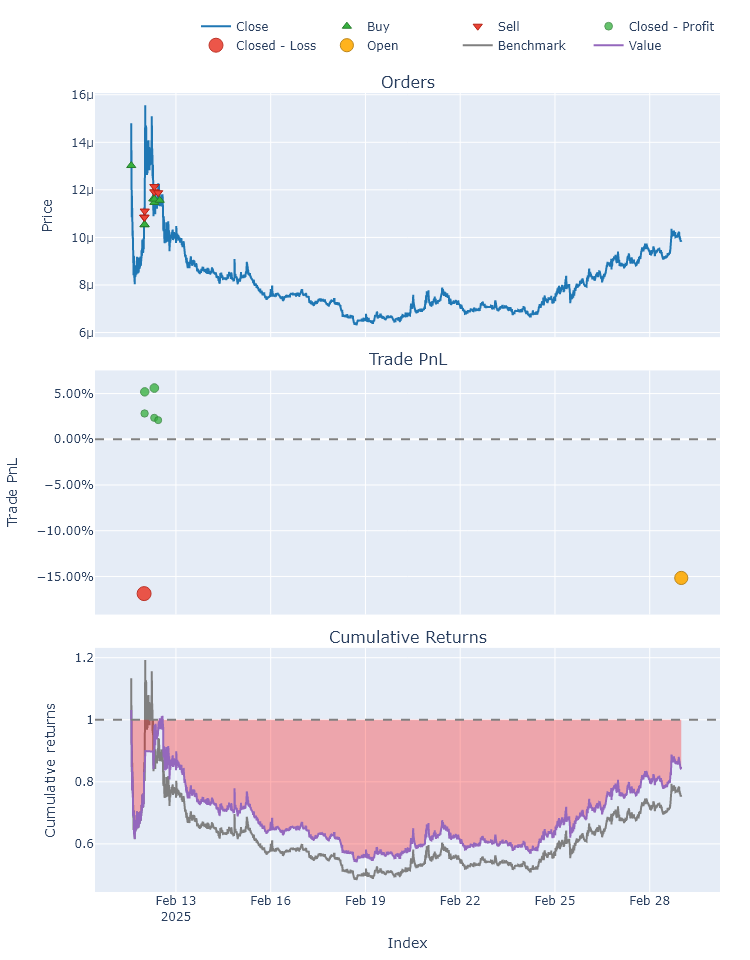 Close Buy Sell Closed - Profit
Closed - Loss Open Benchmark Value
Orders
16μ
14μ
12μ
10μ
8μ
6μ
Price
Trade PnL
5.00%
0.00%
−5.00%
−10.00%
−15.00%
Trade PnL
Cumulative Returns
1.2
1
0.8
0.6
Cumulative returns
Feb 13 Feb 16 Feb 19 Feb 22 Feb 25 Feb 28
2025
Index